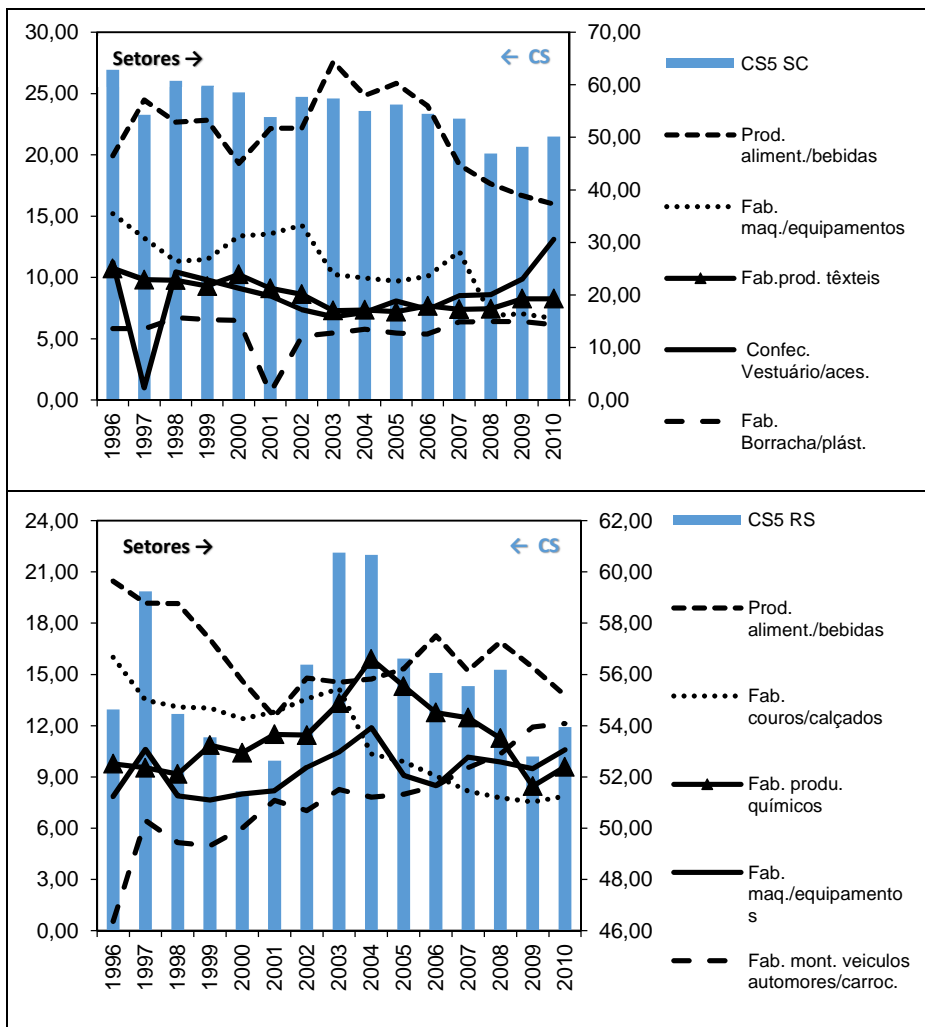 30,00
25,00
20,00
15,00
10,00
5,00
0,00
Setores →
← CS
70,00
60,00
50,00
40,00
30,00
20,00
10,00
0,00
1996
1997
1998
1999
2000
2001
2002
2003
2004
2005
2006
2007
2008
2009
2010
CS5 SC
Prod.
aliment./bebidas
Fab.
maq./equipamentos
Fab.prod. têxteis
Confec.
Vestuário/aces.
Fab.
Borracha/plást.
24,00
21,00
18,00
15,00
12,00
9,00
6,00
3,00
0,00
Setores →
← CS
62,00
60,00
58,00
56,00
54,00
52,00
50,00
48,00
46,00
1996
1997
1998
1999
2000
2001
2002
2003
2004
2005
2006
2007
2008
2009
2010
CS5 RS
Prod.
aliment./bebidas
Fab.
couros/calçados
Fab. produ.
químicos
Fab.
maq./equipamento
s
Fab. mont. veiculos
automores/carroc.